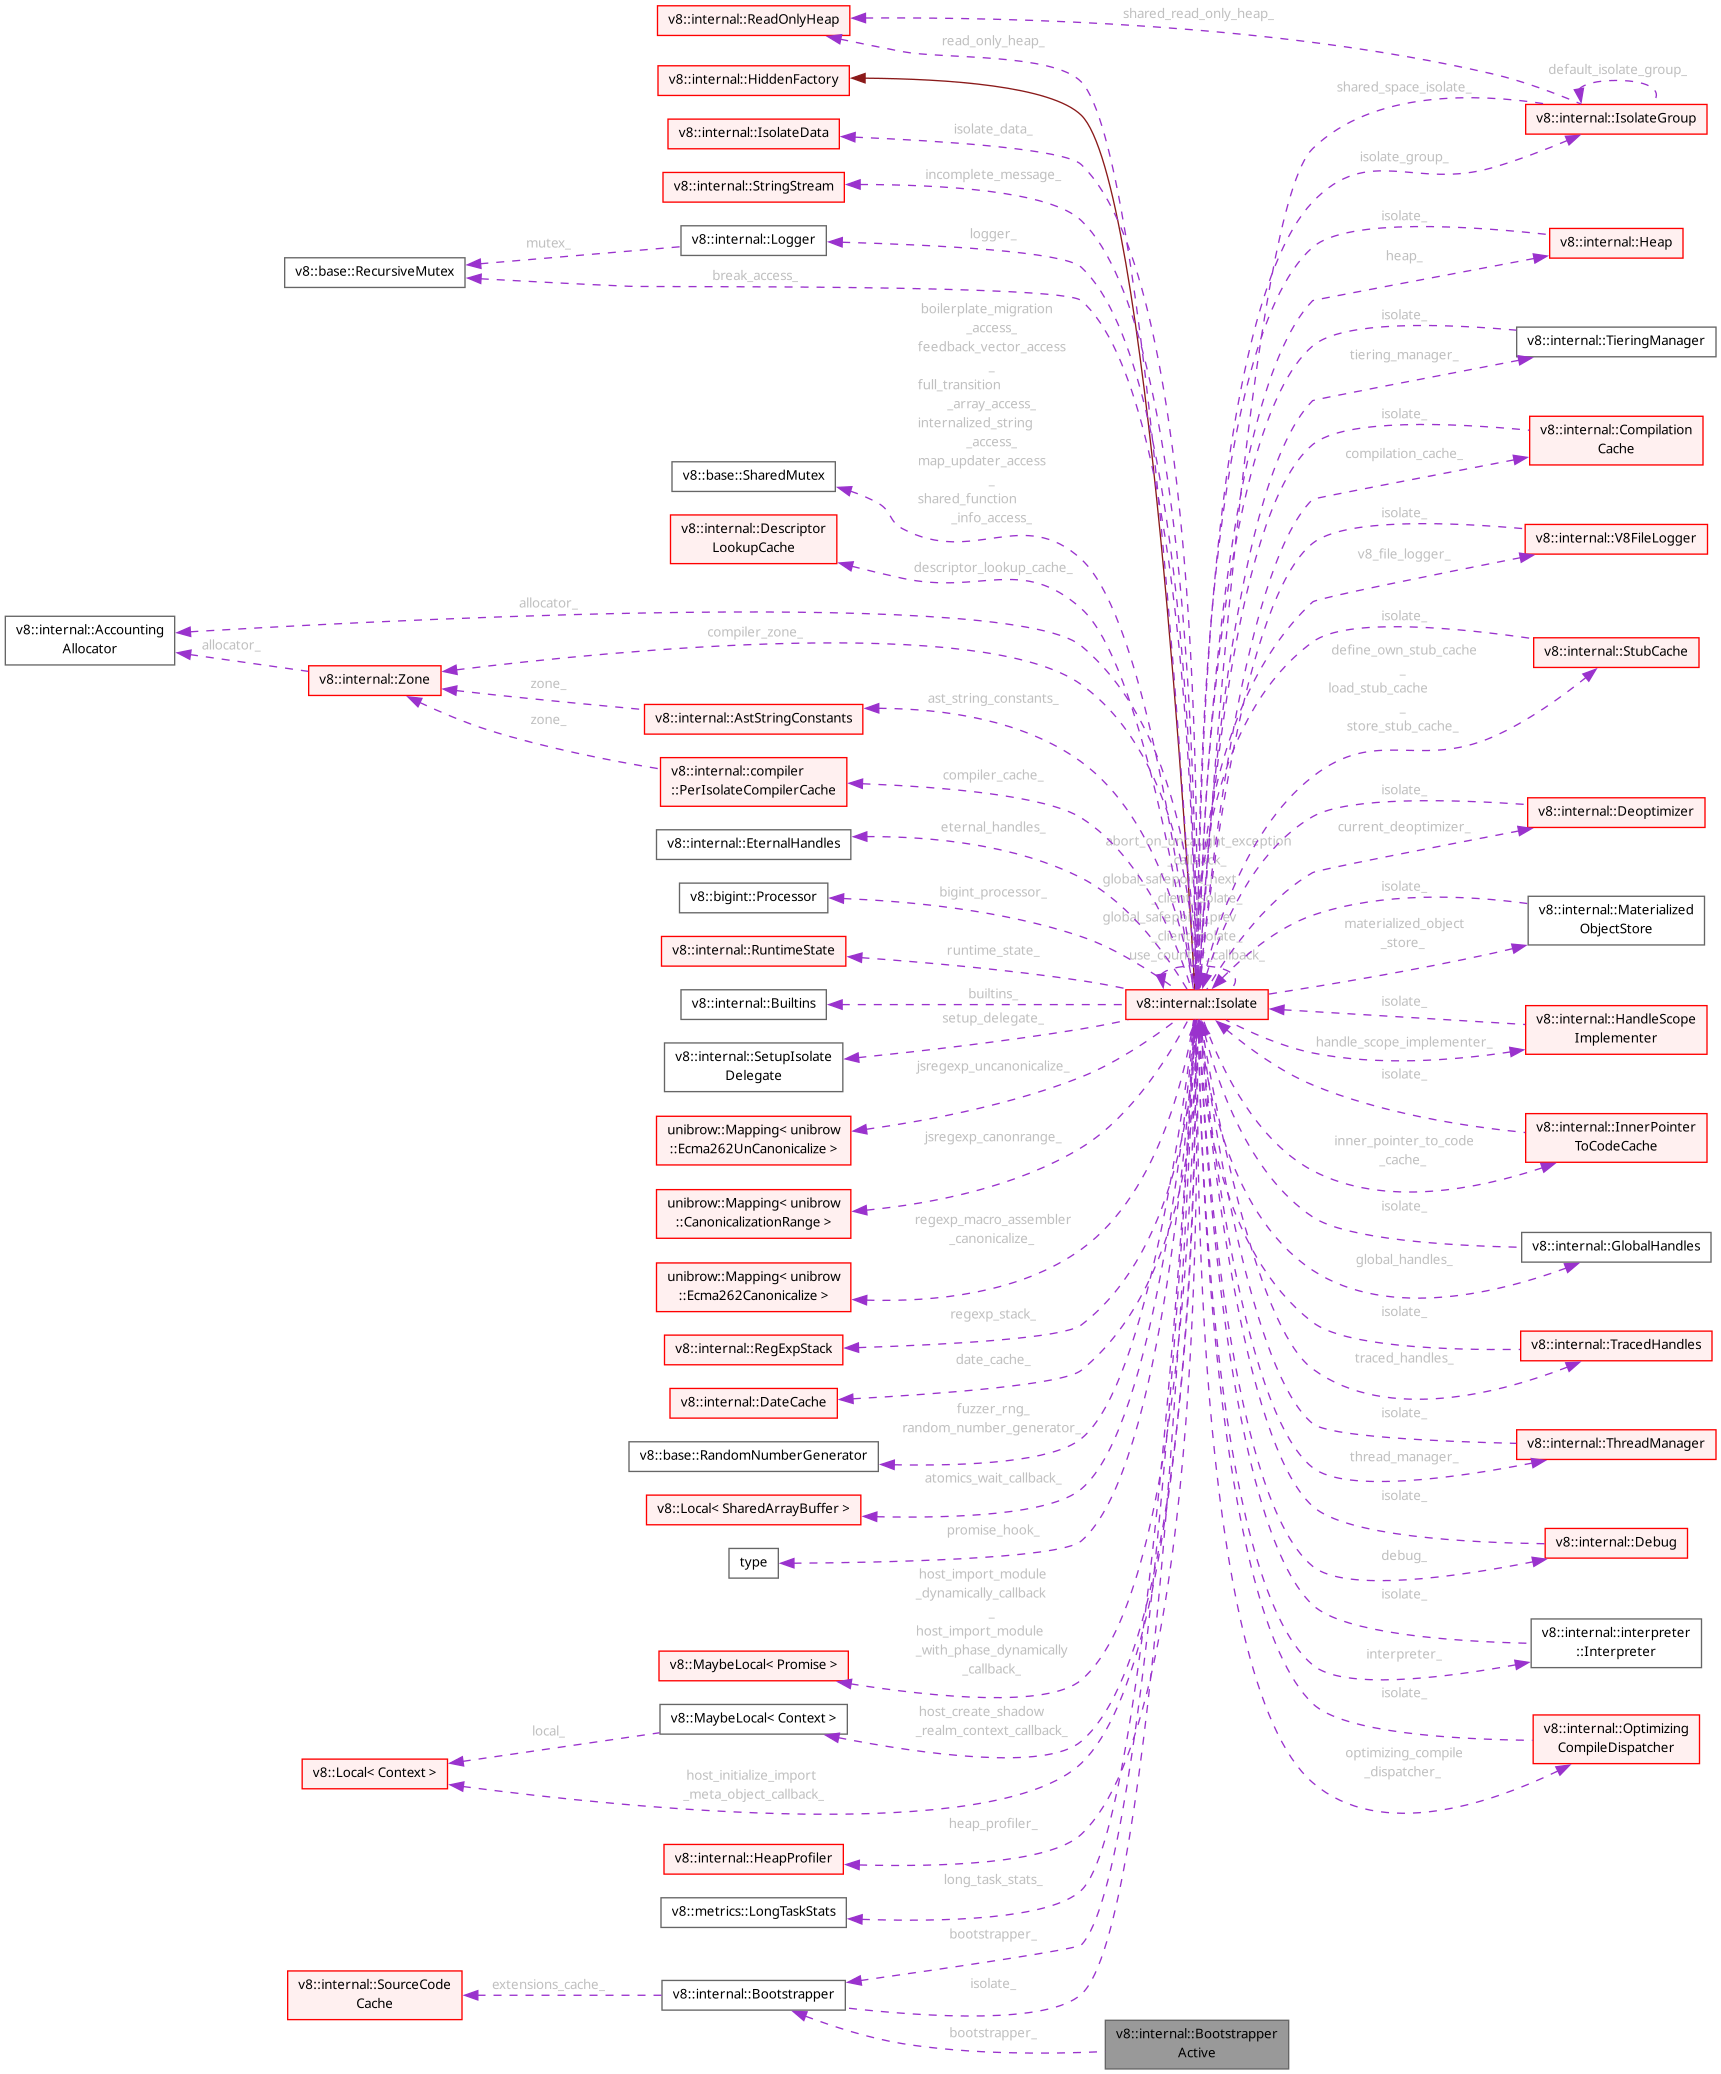 shared_read_only_heap_
v8::internal::ReadOnlyHeap
read_only_heap_
default_isolate_group_
v8::internal::HiddenFactory
shared_space_isolate_
v8::internal::IsolateGroup
isolate_data_
v8::internal::IsolateData
isolate_group_
incomplete_message_
v8::internal::StringStream
isolate_
logger_
v8::internal::Logger
mutex_
v8::internal::Heap
heap_
v8::base::RecursiveMutex
break_access_
boilerplate_migration
_access_
feedback_vector_access
_
full_transition
_array_access_
internalized_string
_access_
map_updater_access
_
shared_function
_info_access_
isolate_
v8::internal::TieringManager
tiering_manager_
isolate_
v8::internal::Compilation
Cache
compilation_cache_
v8::base::SharedMutex
isolate_
v8::internal::V8FileLogger
v8_file_logger_
v8::internal::Descriptor
LookupCache
descriptor_lookup_cache_
allocator_
v8::internal::Accounting
Allocator
allocator_
compiler_zone_
isolate_
v8::internal::StubCache
define_own_stub_cache
_
load_stub_cache
_
store_stub_cache_
v8::internal::Zone
zone_
ast_string_constants_
v8::internal::AstStringConstants
zone_
v8::internal::compiler
::PerIsolateCompilerCache
compiler_cache_
isolate_
v8::internal::Deoptimizer
current_deoptimizer_
eternal_handles_
v8::internal::EternalHandles
_
global_safepoint_prev
bigint_processor_
v8::bigint::Processor
isolate_
v8::internal::Materialized
ObjectStore
materialized_object
_store_
runtime_state_
v8::internal::RuntimeState
builtins_
v8::internal::Builtins
v8::internal::Isolate
isolate_
v8::internal::HandleScope
Implementer
handle_scope_implementer_
setup_delegate_
v8::internal::SetupIsolate
Delegate
jsregexp_uncanonicalize_
isolate_
unibrow::Mapping< unibrow
::Ecma262UnCanonicalize >
v8::internal::InnerPointer
ToCodeCache
inner_pointer_to_code
_cache_
jsregexp_canonrange_
unibrow::Mapping< unibrow
::CanonicalizationRange >
isolate_
regexp_macro_assembler
_canonicalize_
v8::internal::GlobalHandles
global_handles_
unibrow::Mapping< unibrow
::Ecma262Canonicalize >
regexp_stack_
isolate_
v8::internal::RegExpStack
v8::internal::TracedHandles
traced_handles_
date_cache_
v8::internal::DateCache
isolate_
fuzzer_rng_
random_number_generator_
v8::base::RandomNumberGenerator
v8::internal::ThreadManager
thread_manager_
atomics_wait_callback_
v8::Local< SharedArrayBuffer >
isolate_
promise_hook_
type
v8::internal::Debug
debug_
host_import_module
_dynamically_callback
_
host_import_module
_with_phase_dynamically
_callback_
isolate_
v8::internal::interpreter
::Interpreter
interpreter_
v8::MaybeLocal< Promise >
isolate_
v8::MaybeLocal< Context >
host_create_shadow
_realm_context_callback_
v8::internal::Optimizing
CompileDispatcher
optimizing_compile
_dispatcher_
local_
v8::Local< Context >
host_initialize_import
_meta_object_callback_
heap_profiler_
v8::internal::HeapProfiler
long_task_stats_
v8::metrics::LongTaskStats
bootstrapper_
v8::internal::SourceCode
Cache
extensions_cache_
v8::internal::Bootstrapper
isolate_
bootstrapper_
v8::internal::Bootstrapper
Active